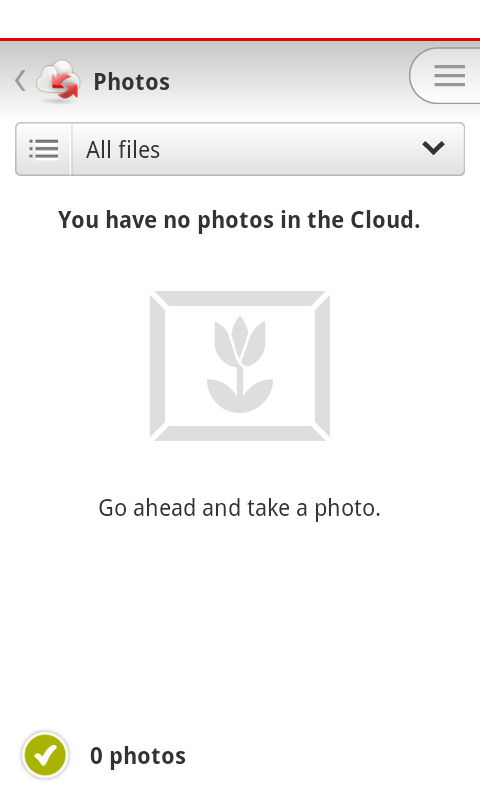 Photos
All files
You have no photos in the Cloud.
Go ahead and take a photo.
0 photos